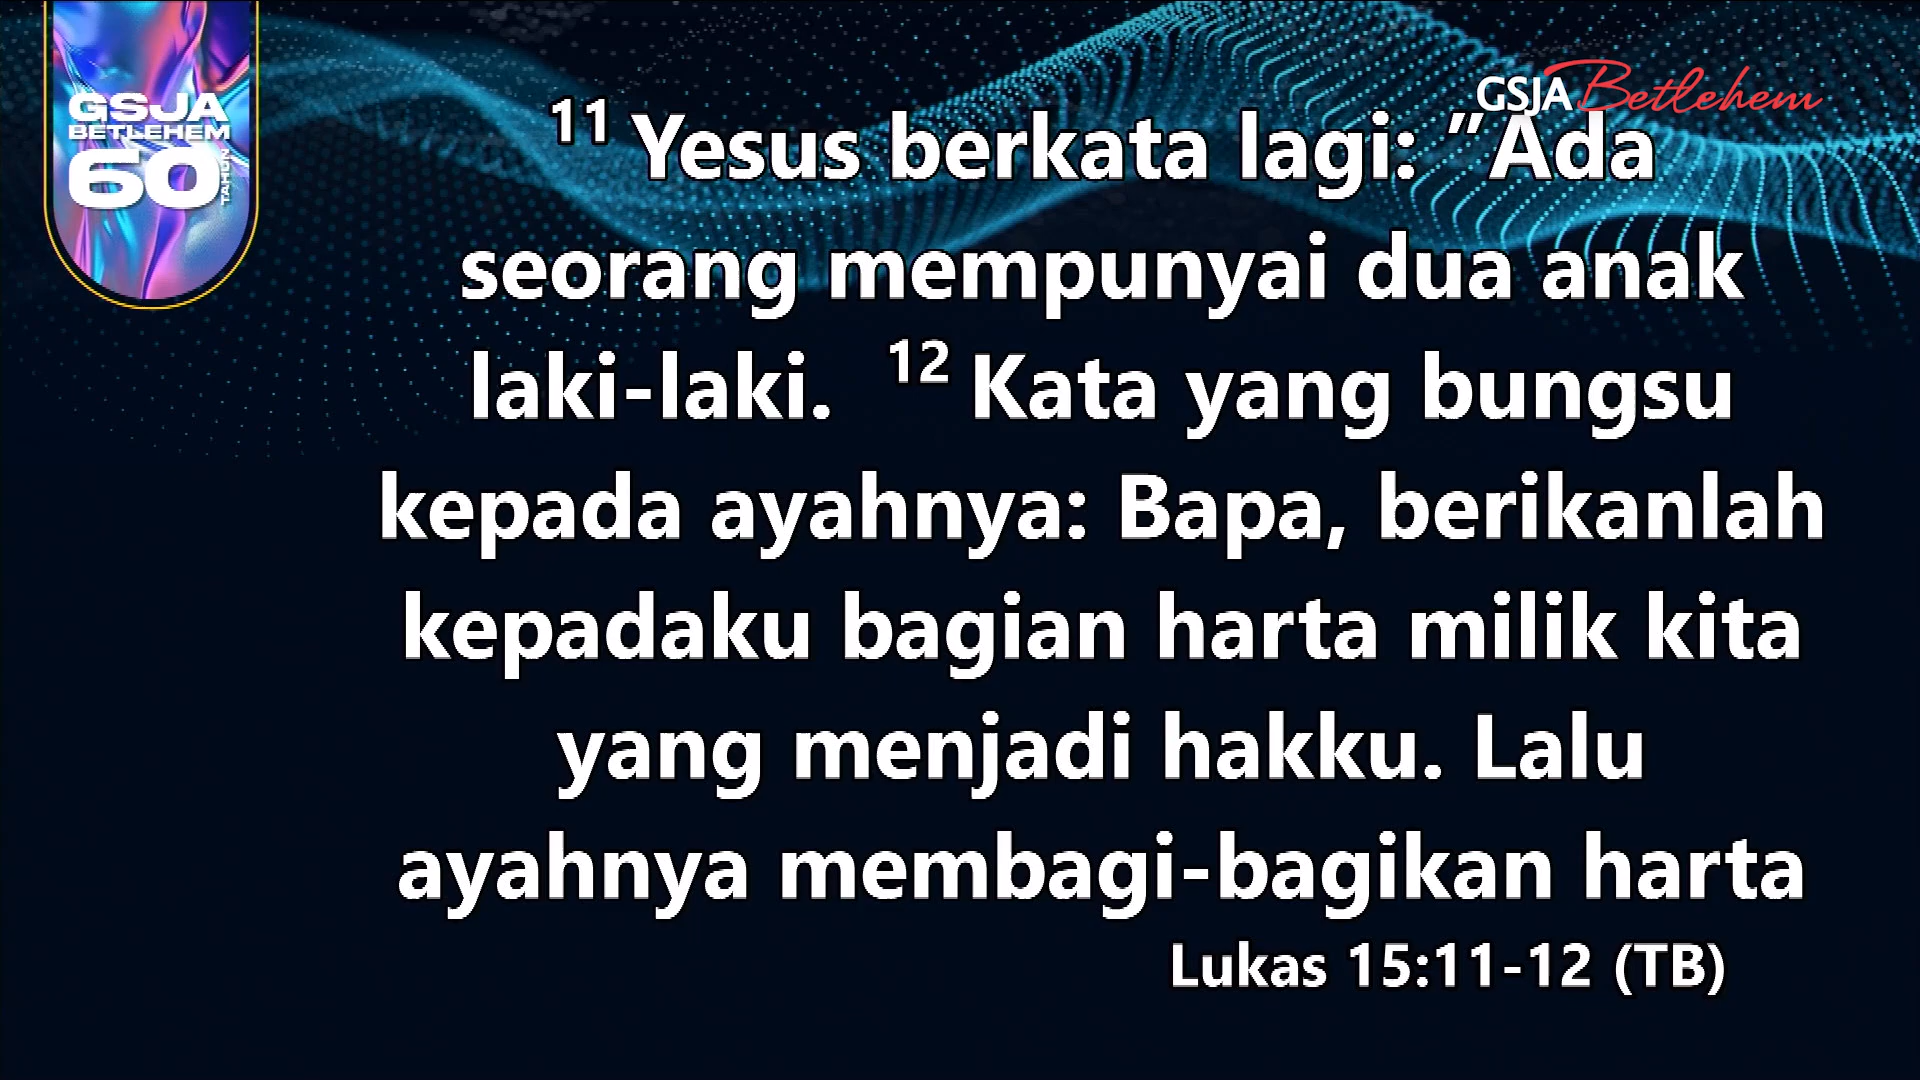 GSJA
BETLEHEM
60
TAHUN
GSJA Betlehem
11 Yesus berkata lagi: "Ada
seorang mempunyai dua anak
laki-laki. 12 Kata yang bungsu
kepada ayahnya: Bapa, berikanlah
kepadaku bagian harta milik kita
yang menjadi hakku. Lalu
ayahnya membagi-bagikan harta
Lukas 15:11-12 (TB)